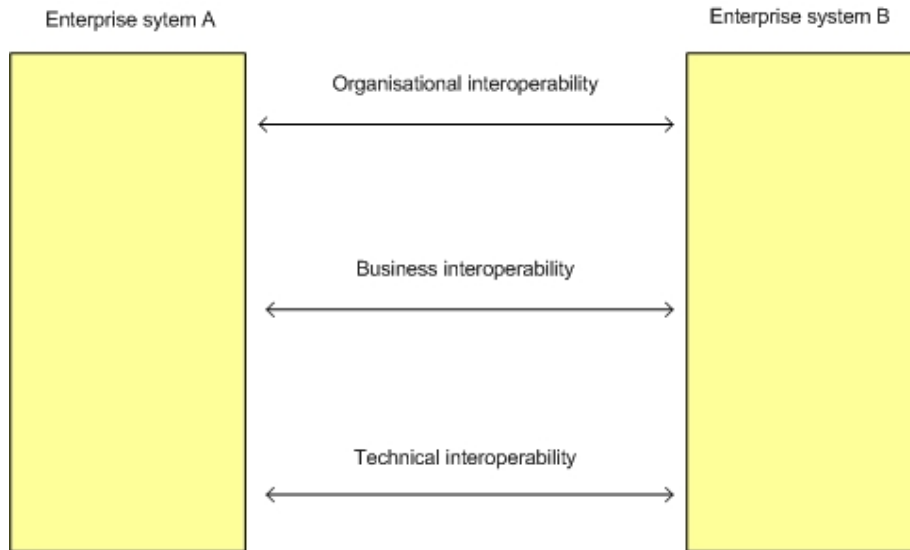 Enterprise sytem A
Enterprise system B
Organisational interoperability
Business interoperability
Technical interoperability